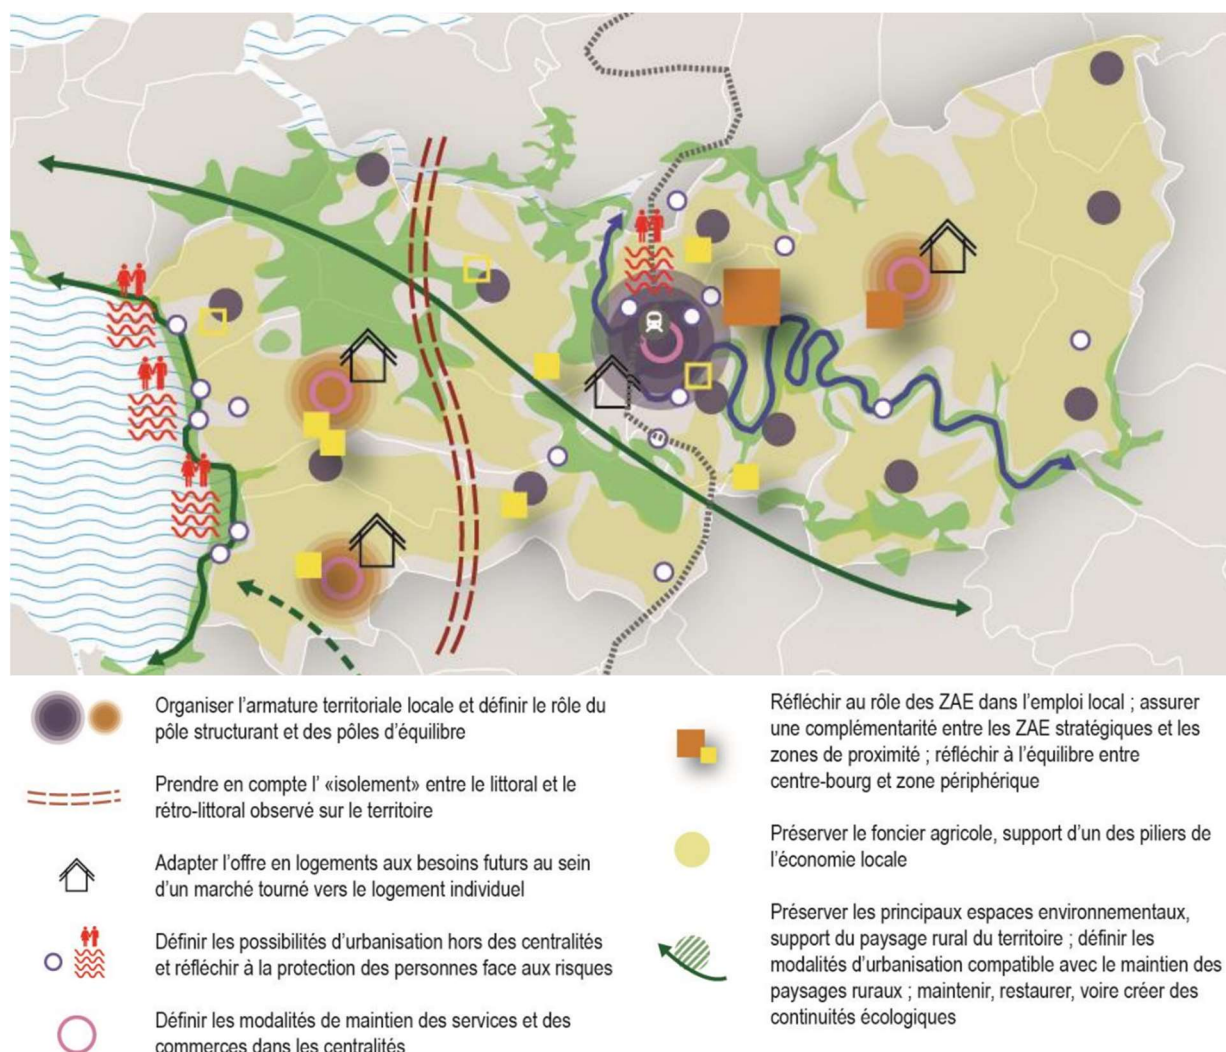 Organiser l’armature territoriale locale et définir le rôle du
pôle structurant et des pôles d’équilibre
Prendre en compte l’ «isolement» entre le littoral et le
rétro-littoral observé sur le territoire
Adapter l’offre en logements aux besoins futurs au sein
d’un marché tourné vers le logement individuel
Définir les possibilités d’urbanisation hors des centralités
et réfléchir à la protection des personnes face aux risques
Définir les modalités de maintien des services et des
commerces dans les centralités
Réfléchir au rôle des ZAE dans l’emploi local ; assurer
une complémentarité entre les ZAE stratégiques et les
zones de proximité ; réfléchir à l’équilibre entre
centre-bourg et zone périphérique
Préserver le foncier agricole, support d’un des piliers de
l’économie locale
Préserver les principaux espaces environnementaux,
support du paysage rural du territoire ; définir les
modalités d’urbanisation compatible avec le maintien des
paysages ruraux ; maintenir, restaurer, voire créer des
continuités écologiques